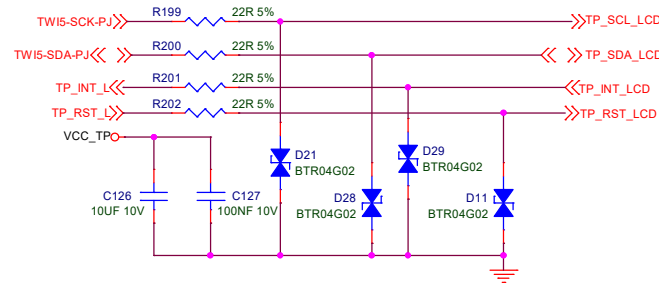 R199 22R 5%
TWI5-SCK-PJ TP_SCL_LCD
R200 22R 5%
TWI5-SDA-PJ TP_SDA_LCD
R201 22R 5%
TP_INT_L TP_INT_LCD
R202 22R 5%
TP_RST_L TP_RST_LCD
VCC_TP
D21
BTR04G02
D29
BTR04G02
C126
10UF 10V
C127
100NF 10V
D28
BTR04G02
D11
BTR04G02